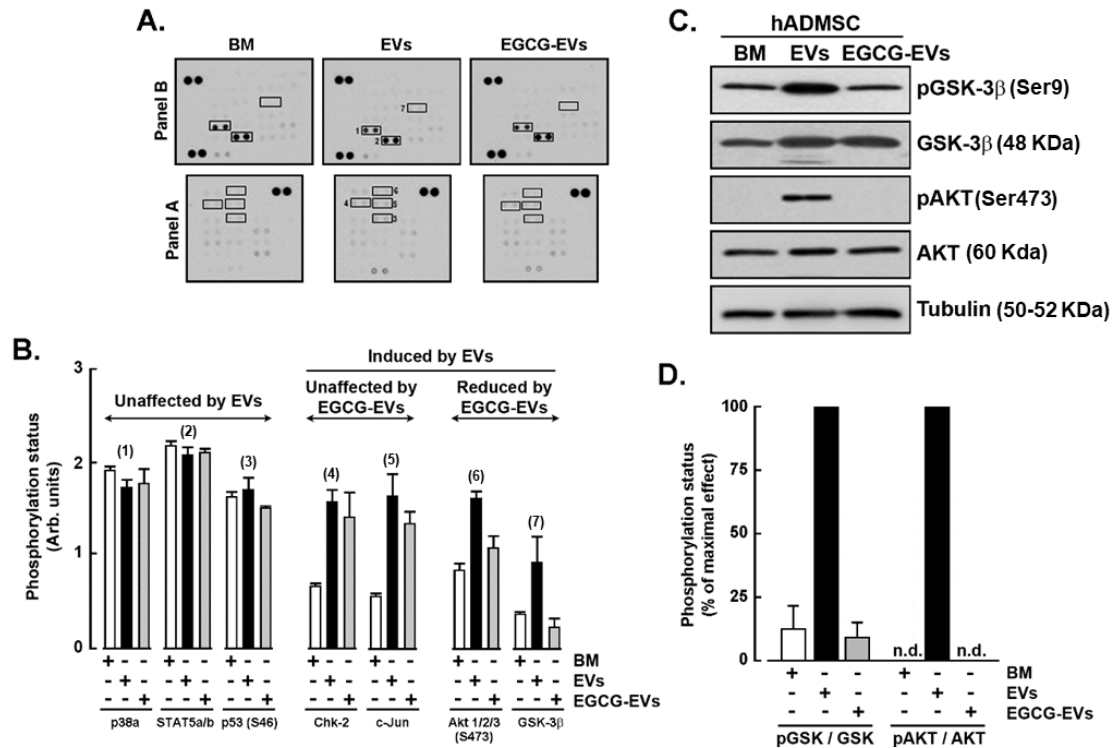 A.
BM EVs EGCG-EVs
Panel B
1
2
7
Panel A
6
4 5
3
C.
hADMSC
BM EVs EGCG-EVs
pGSK-3β (Ser9)
GSK-3β (48 KDa)
pAKT(Ser473)
AKT (60 Kda)
Tubulin (50-52 KDa)
B.
Induced by EVs
Unaffected by EVs
Unaffected by
EGCG-EVs
Reduced by
EGCG-EVs
Phosphorylation status
(Arb. units)
3
2
1
0
(1) (2) (3) (4) (5) (6) (7)
+ - - + - - + - - + - - + - - + - - + - - BM
- + - - + - - + - - + - - + - - + - - + - EVs
- - + - - + - - + - - + - - + - - + - - + EGCG-EVs
p38a STAT5a/b p53 (S46) Chk-2 c-Jun Akt 1/2/3 GSK-3β
(S473)
D.
Phosphorylation status
(% of maximal effect)
100
75
50
25
0
n.d. n.d.
+ - - + - - BM
- + - - + - EVs
- - + - - + EGCG-EVs
pGSK / GSK pAKT / AKT